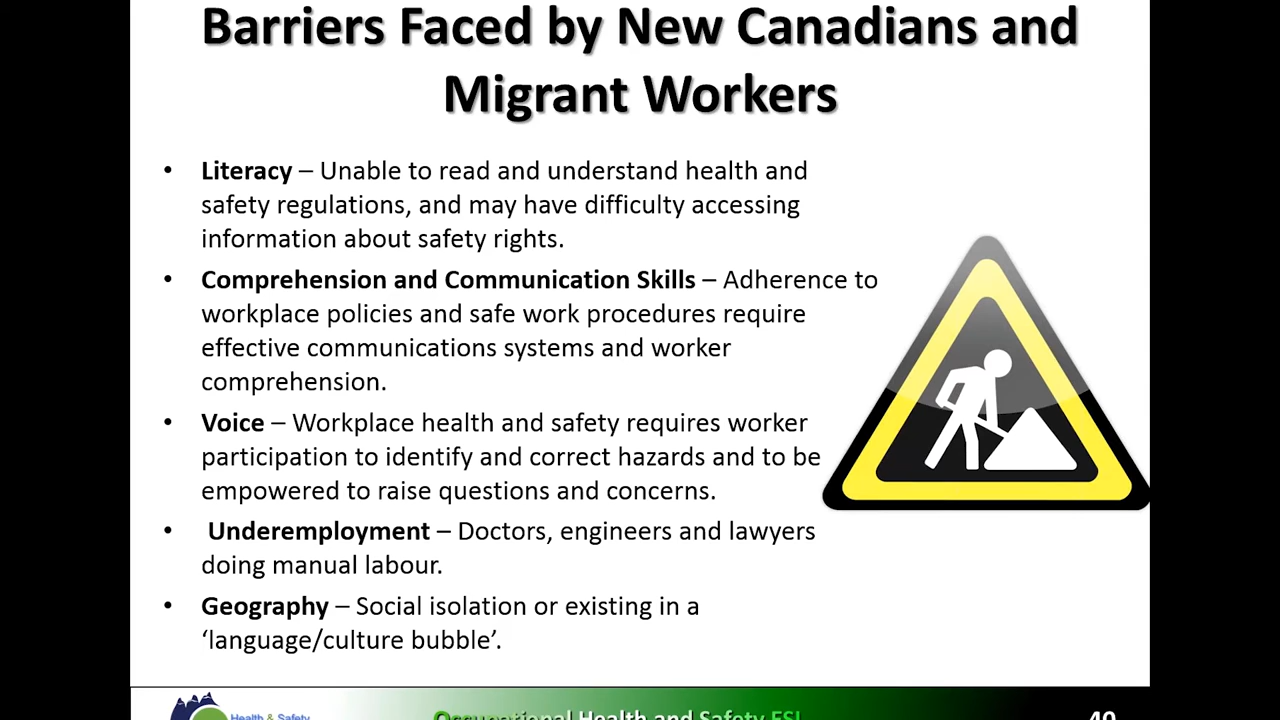 Barriers Faced by New Canadians and
Migrant Workers
• Literacy – Unable to read and understand health and
safety regulations, and may have difficulty accessing
information about safety rights.
• Comprehension and Communication Skills – Adherence to
workplace policies and safe work procedures require
effective communications systems and worker
comprehension.
• Voice – Workplace health and safety requires worker
participation to identify and correct hazards and to be
empowered to raise questions and concerns.
• Underemployment – Doctors, engineers and lawyers
doing manual labour.
• Geography – Social isolation or existing in a
‘language/culture bubble’.
Health & Safety
Occupational Health and Safety ESL